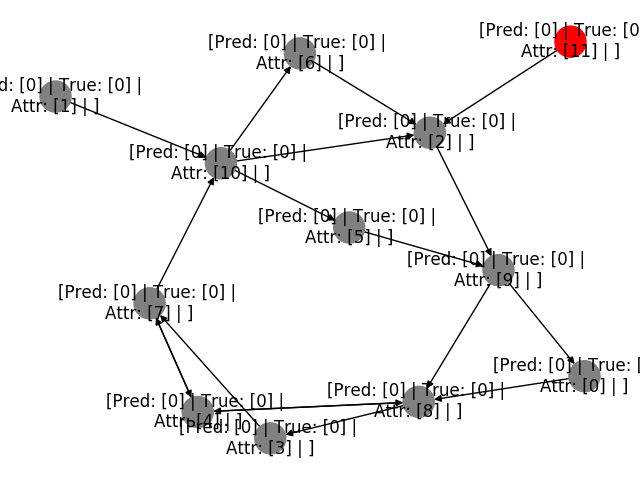 [Pred: [0] | True: [0] |
Attr: [6] | ]
[Pred: [0] | True: [0
Attr: [11] | ]
d: [0] | True: [0] |
Attr: [1] | ]
[Pred: [0] | True: [0] |
Attr: [2] | ]
[Pred: [0] | True: [0] |
Attr: [10] | ]
[Pred: [0] | True: [0] |
Attr: [5] | ]
[Pred: [0] | True: [0] |
Attr: [9] | ]
[Pred: [0] | True: [0] |
Attr: [7] | ]
[Pred: [0] | True: [
Attr: [0] | ]
[Pred: [0] | True: [0] |
Attr: [8] | ]
[Pred: [0] | True: [0] |
Attr: [4] | ]
[Pred: [0] | True: [0] |
Attr: [3] | ]